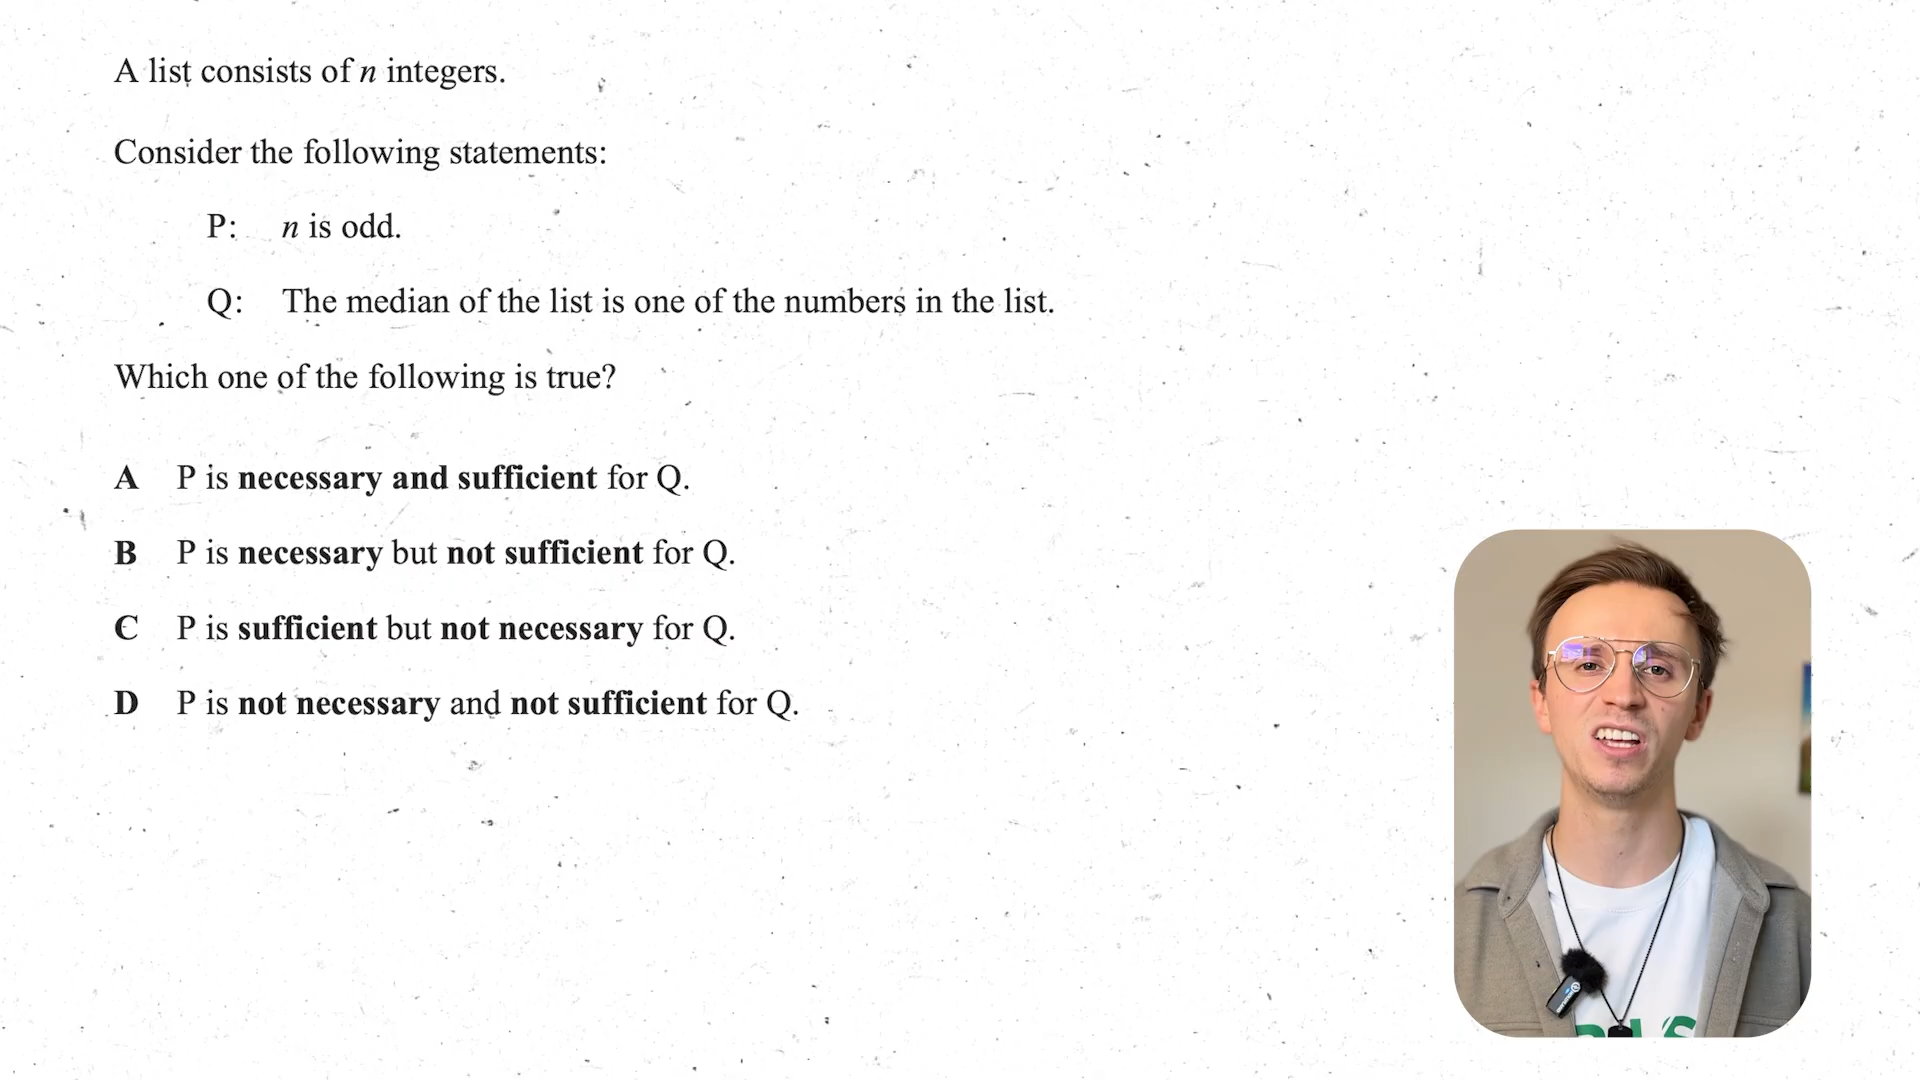 A list consists of n integers.
Consider the following statements:
P: n is odd.
Q: The median of the list is one of the numbers in the list.
Which one of the following is true?
A P is necessary and sufficient for Q.
B P is necessary but not sufficient for Q.
C P is sufficient but not necessary for Q.
D P is not necessary and not sufficient for Q.